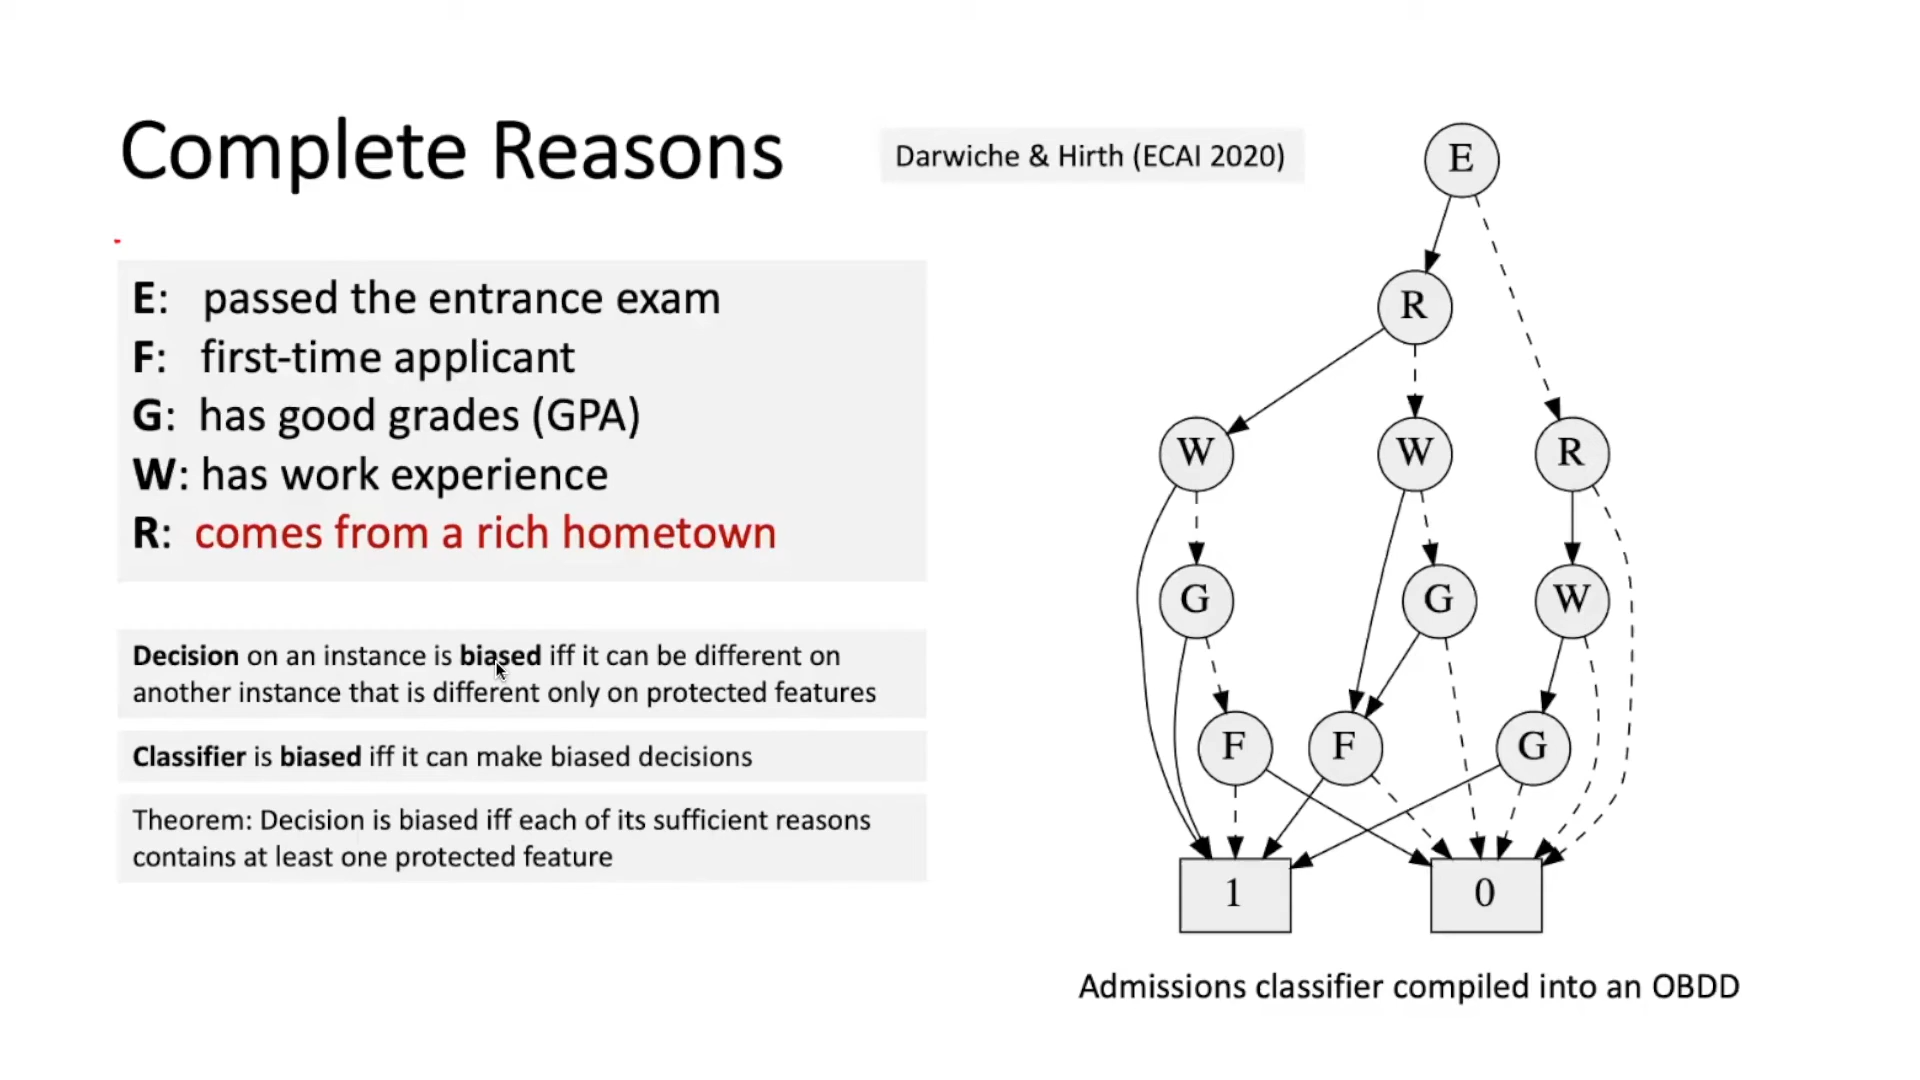 Complete Reasons
Darwiche & Hirth (ECAI 2020)
E: passed the entrance exam
F: first-time applicant
G: has good grades (GPA)
W: has work experience
R: comes from a rich hometown
Decision on an instance is biased iff it can be different on
another instance that is different only on protected features
Classifier is biased iff it can make biased decisions
Theorem: Decision is biased iff each of its sufficient reasons
contains at least one protected feature
E
R
W
W
R
G
G
W
F
F
G
1
0
Admissions classifier compiled into an OBDD